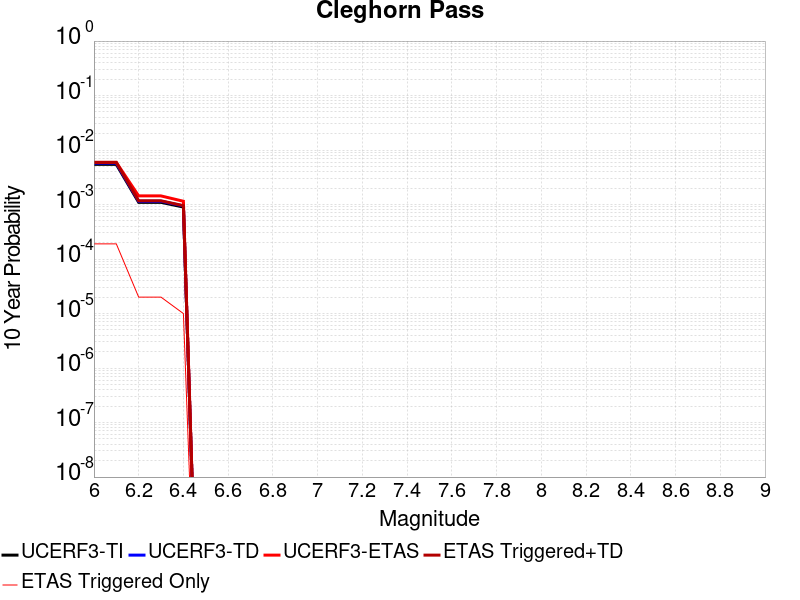 Cleghorn Pass
10^0
10^-1
10^-2
10^-3
10^-4
10^-5
10^-6
10^-7
10^-8
10 Year Probability
6 6.2 6.4 6.6 6.8 7 7.2 7.4 7.6 7.8 8 8.2 8.4 8.6 8.8 9
Magnitude
UCERF3-TI UCERF3-TD UCERF3-ETAS ETAS Triggered+TD
ETAS Triggered Only